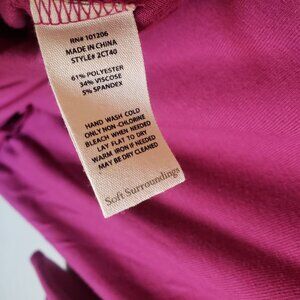 RN# 101206
MADE IN CHINA
STYLE# 2CT40
61% POLYESTER
34% VISCOSE
5% SPANDEX
HAND WASH COLD
ONLY NON-CHLORINE
BLEACH WHEN NEEDED
LAY FLAT TO DRY
WARM IRON IF NEEDED
MAY BE DRY CLEANED
Soft Surroundings